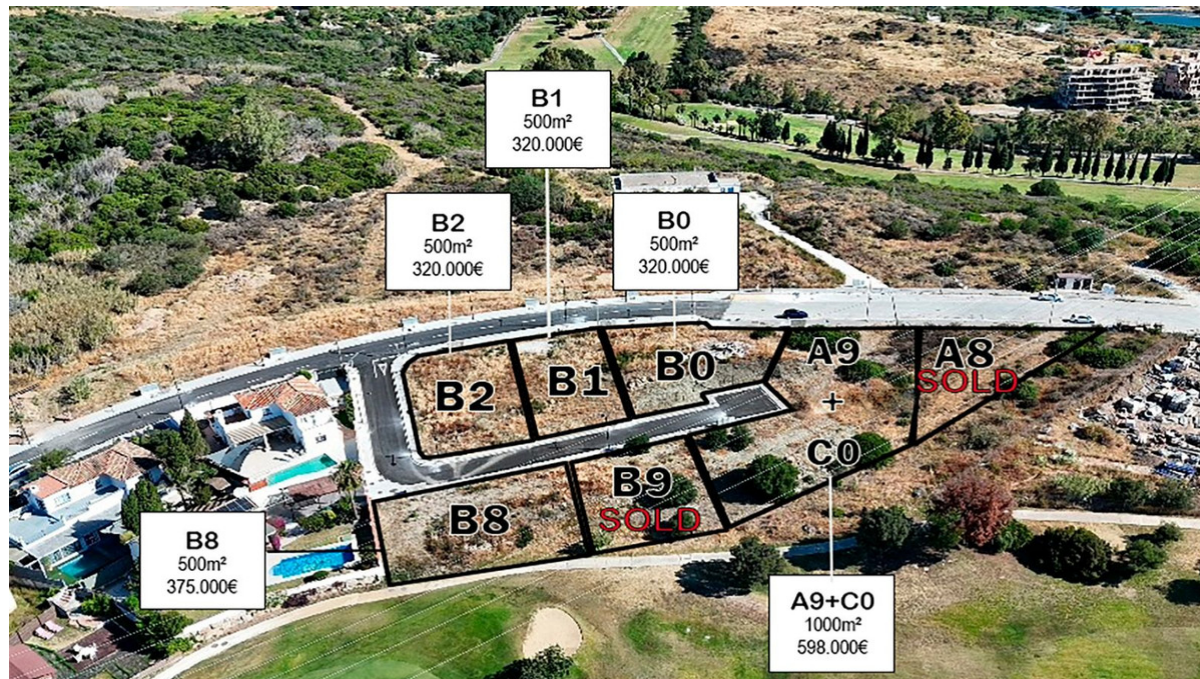 B1
500m²
320.000€
B2
500m²
320.000€
B0
500m²
320.000€
B2
B1
B0
A9
+
C0
A8
SOLD
B8
B9
SOLD
B8
500m²
375.000€
A9+C0
1000m²
598.000€